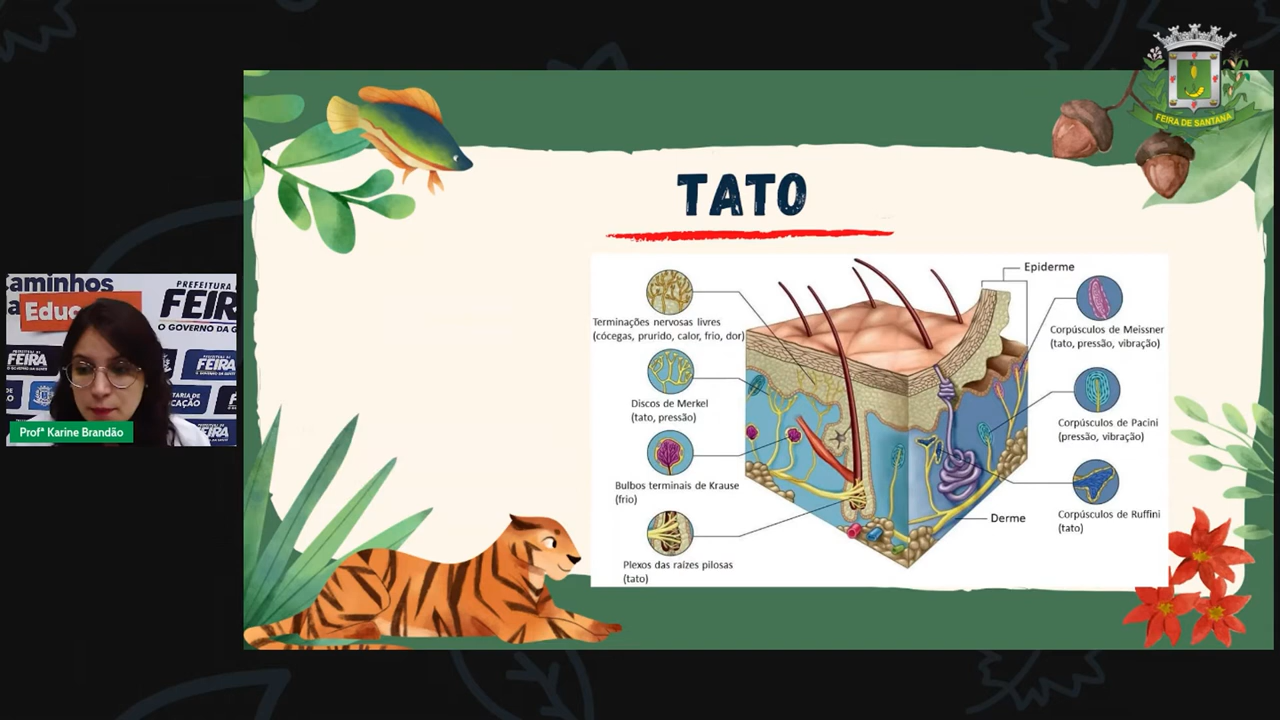 FEIRA DE SANTANA
TATO
Epiderme
Terminações nervosas livres
(cócegas, prurido, calor, frio, dor)
Corpúsculos de Meissner
(tato, pressão, vibração)
Discos de Merkel
(tato, pressão)
Corpúsculos de Pacini
(pressão, vibração)
Bulbos terminais de Krause
(frio)
Corpúsculos de Ruffini
(tato)
Derme
Plexos das raízes pilosas
(tato)
PREFEITURA
FEIR
O GOVERNO DA
FEIRA
FEIRA
Profª Karine Brandão